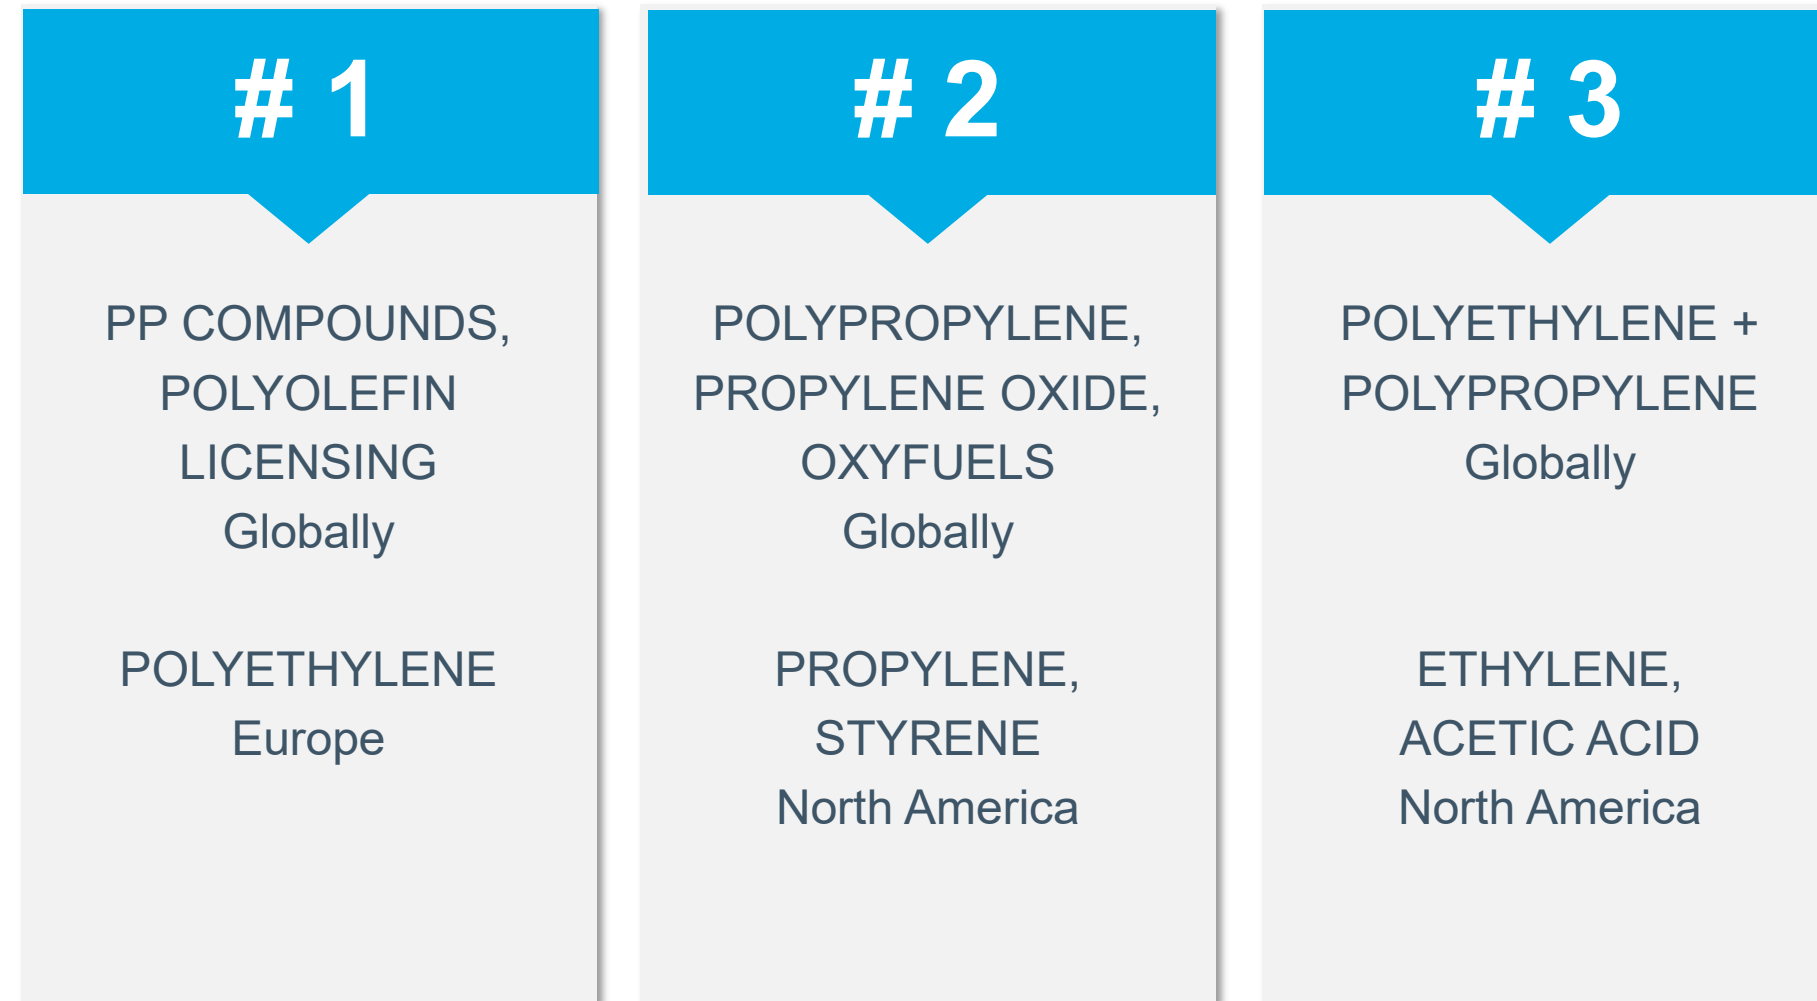 # 1
PP COMPOUNDS,
POLYOLEFIN
LICENSING
Globally
POLYETHYLENE
Europe
# 2
POLYPROPYLENE,
PROPYLENE OXIDE,
OXYFUELS
Globally
PROPYLENE,
STYRENE
North America
# 3
POLYETHYLENE +
POLYPROPYLENE
Globally
ETHYLENE,
ACETIC ACID
North America